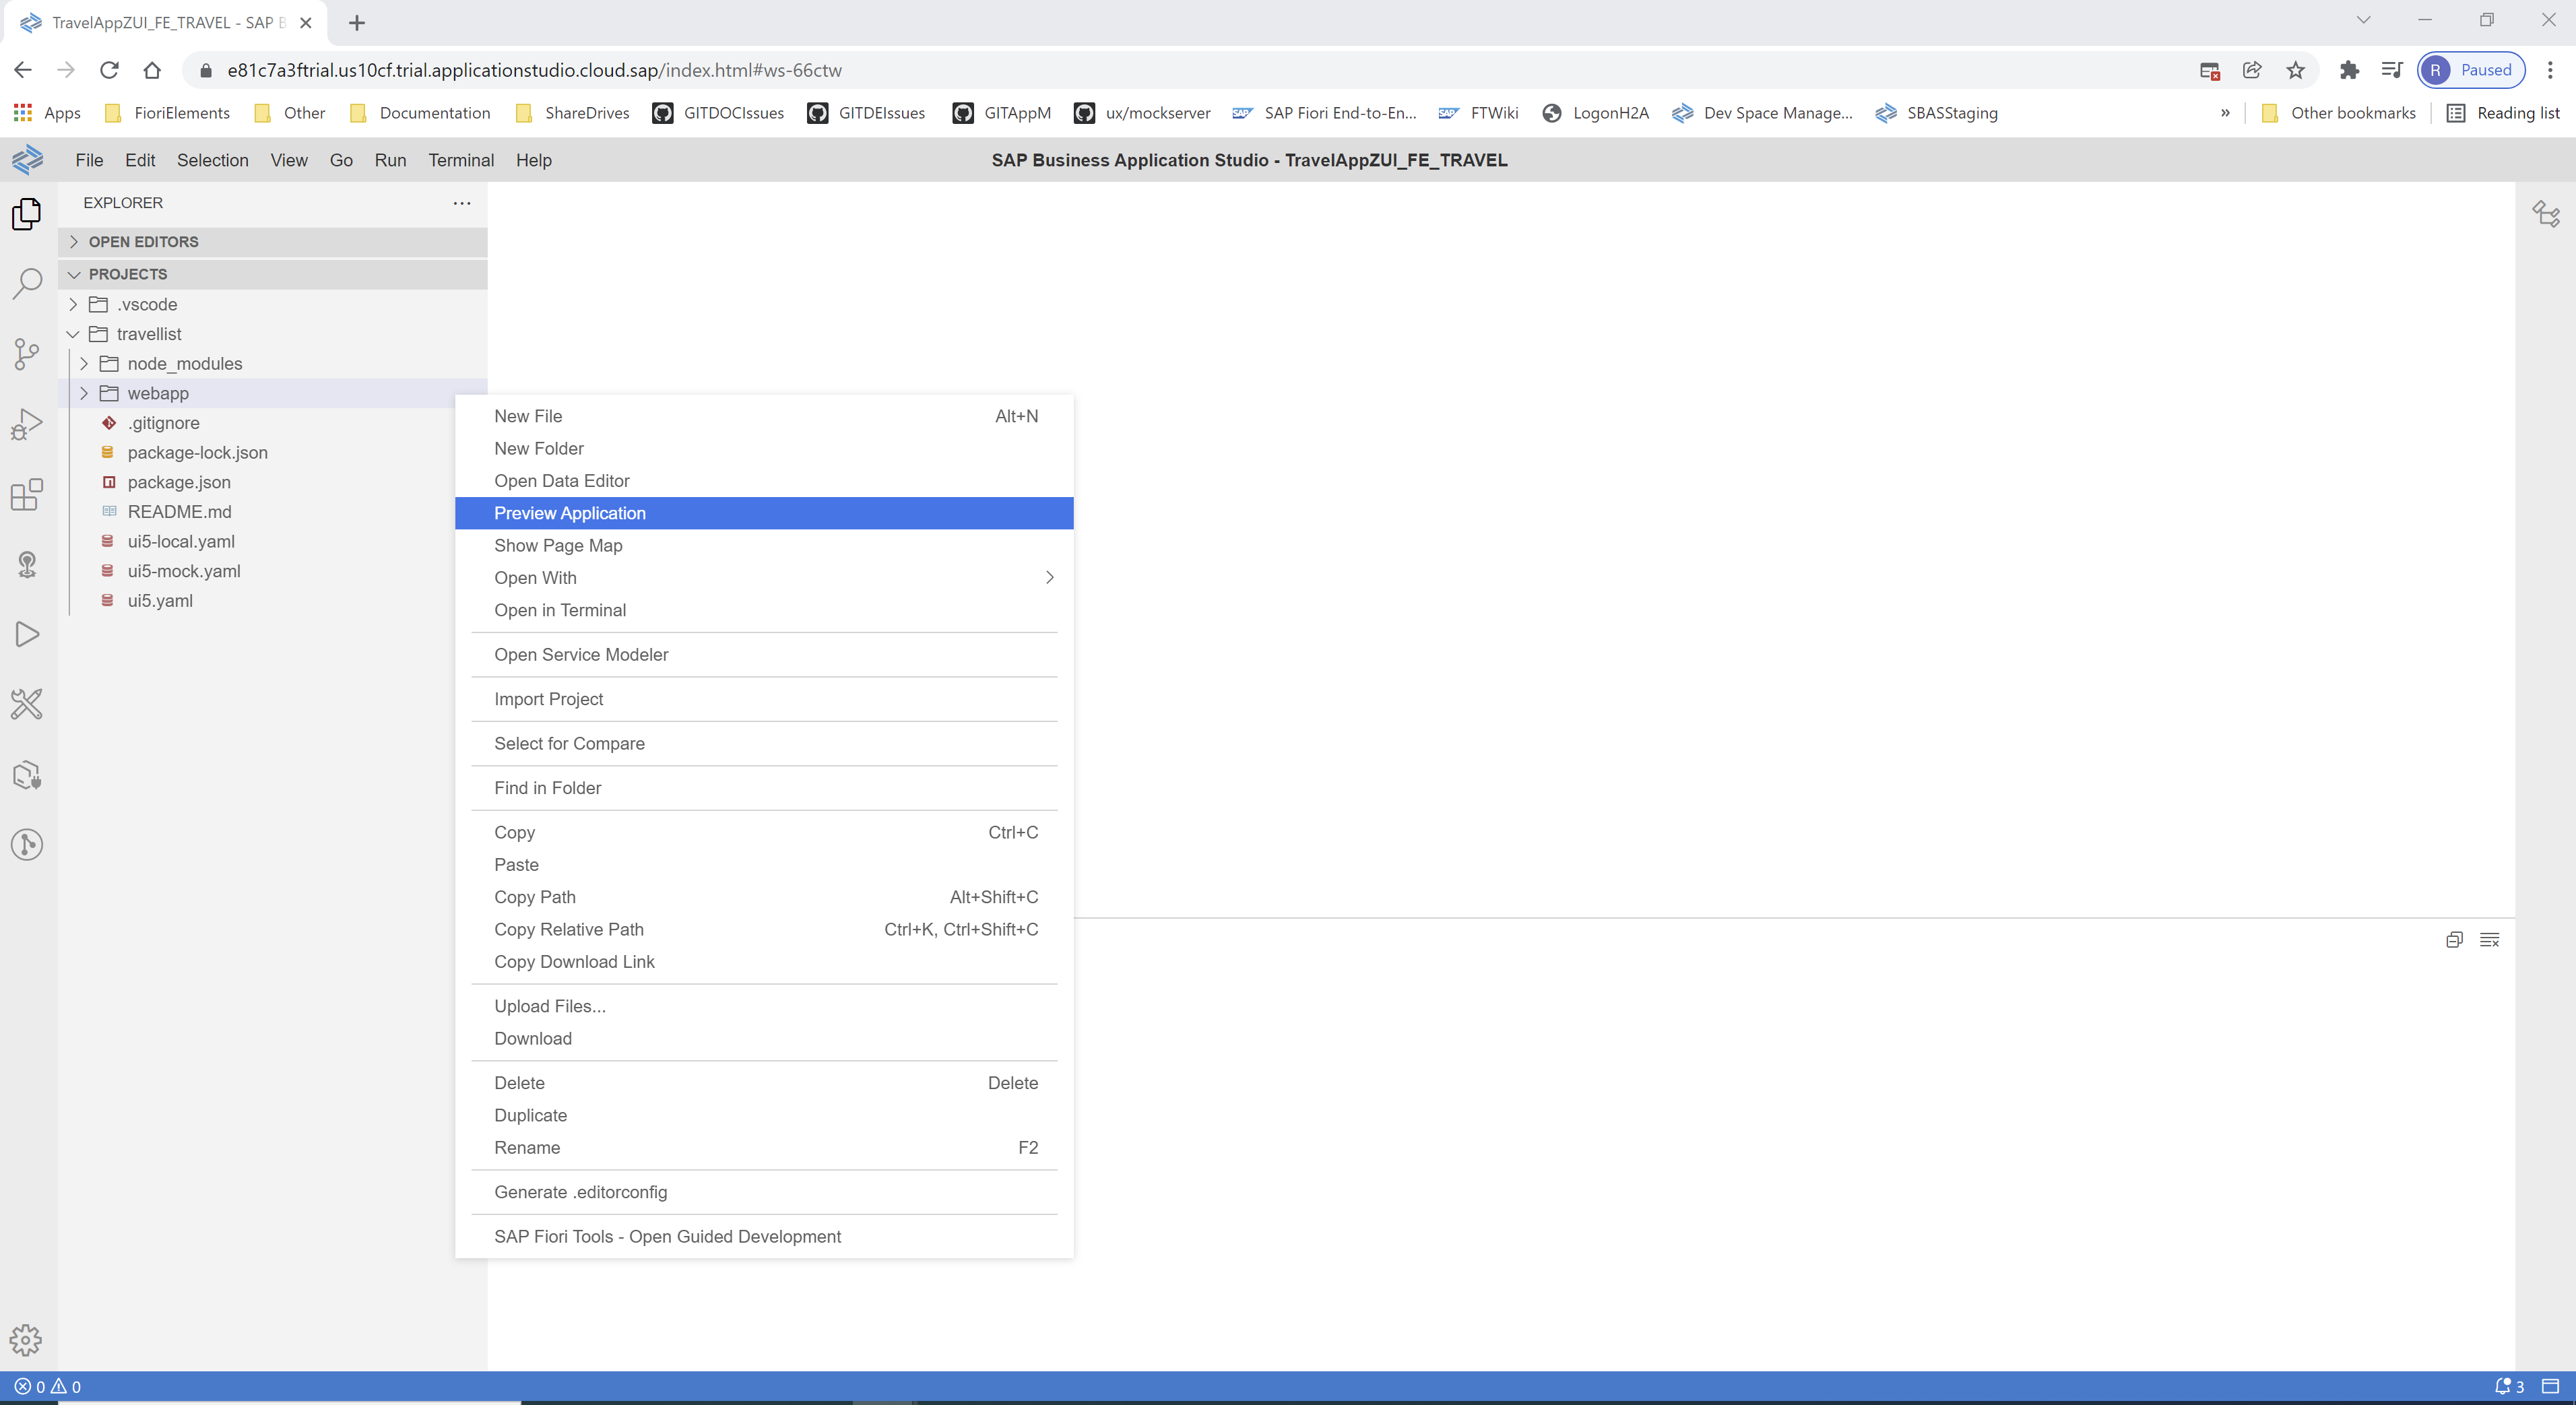 TravelAppZUI_FE_TRAVEL - SAP B
e81c7a3ftrial.us10cf.trial.applicationstudio.cloud.sap/index.html#ws-66ctw
R Paused
Apps FioriElements Other Documentation ShareDrives GITDOCIssues GITDEIssues GITAppM ux/mockserver SAP SAP Fiori End-to-En... SAP FTWiki LogonH2A Dev Space Manage... SBASStaging » Other bookmarks Reading list
File Edit Selection View Go Run Terminal Help SAP Business Application Studio - TravelAppZUI_FE_TRAVEL
EXPLORER ...
OPEN EDITORS
PROJECTS
.vscode
travellist
node_modules
webapp
.gitignore
package-lock.json
package.json
README.md
ui5-local.yaml
ui5-mock.yaml
ui5.yaml
New File Alt+N
New Folder
Open Data Editor
Preview Application
Show Page Map
Open With
Open in Terminal
Open Service Modeler
Import Project
Select for Compare
Find in Folder
Copy Ctrl+C
Paste
Copy Path Alt+Shift+C
Copy Relative Path Ctrl+K, Ctrl+Shift+C
Copy Download Link
Upload Files...
Download
Delete Delete
Duplicate
Rename F2
Generate .editorconfig
SAP Fiori Tools - Open Guided Development
0 0 3